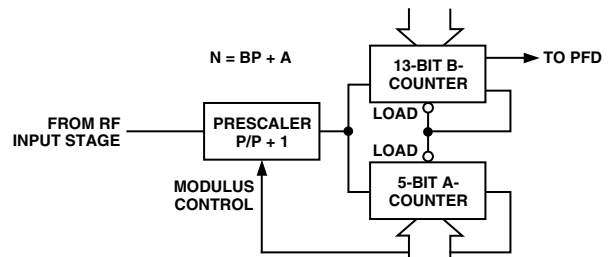 N = BP + A
13-BIT B-
COUNTER
TO PFD
LOAD
FROM RF
INPUT STAGE
PRESCALER
P/P + 1
LOAD
MODULUS
CONTROL
5-BIT A-
COUNTER